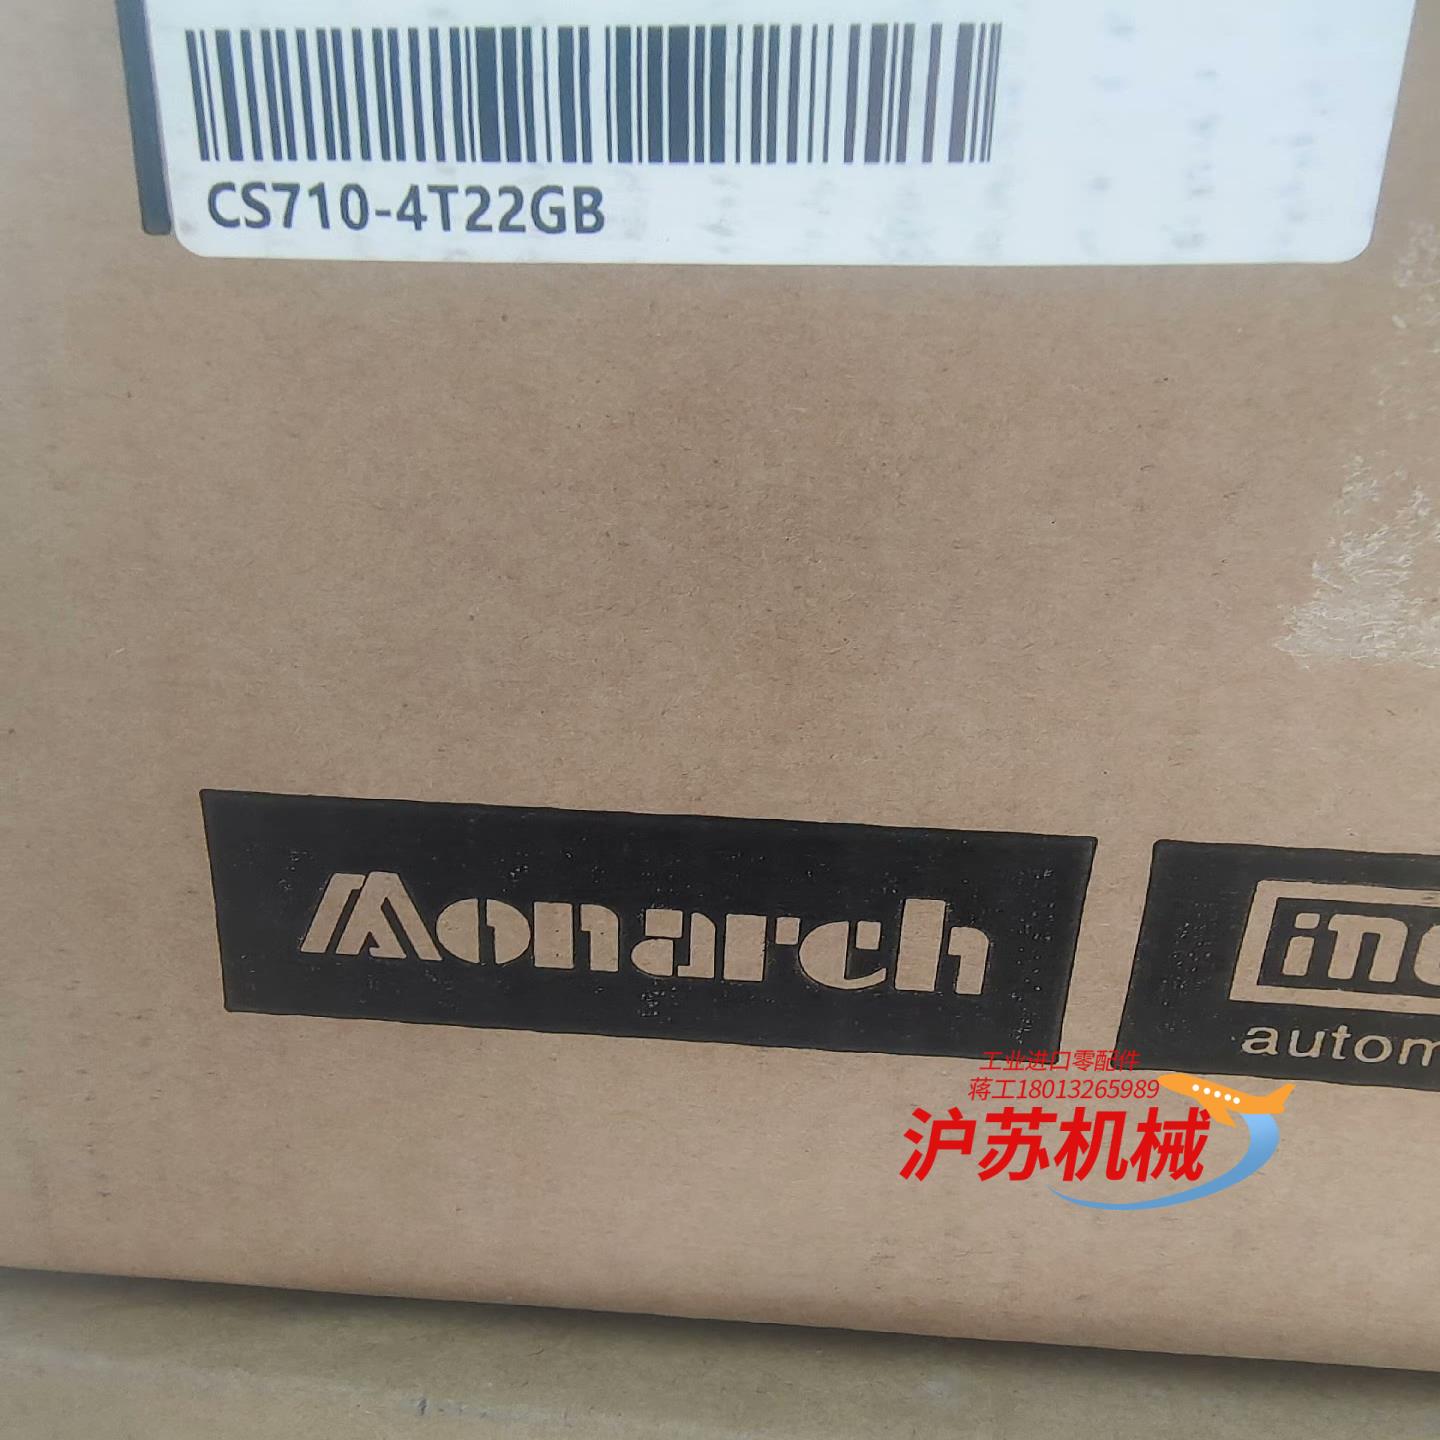 CS710-4T22GB
Monarch
autom
工业进口零配件
蒋工18013265989
沪苏机械